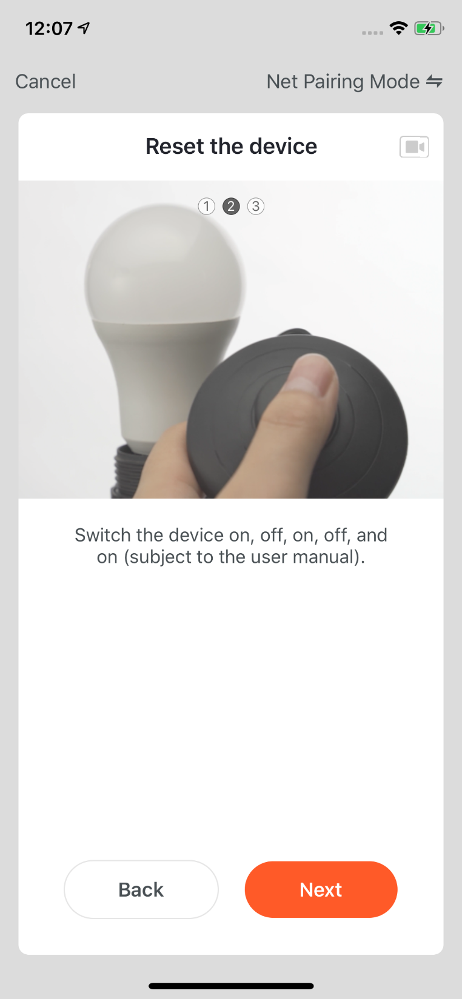 12:07
Cancel
Net Pairing Mode
Reset the device
1 2 3
Switch the device on, off, on, off, and
on (subject to the user manual).
Back
Next